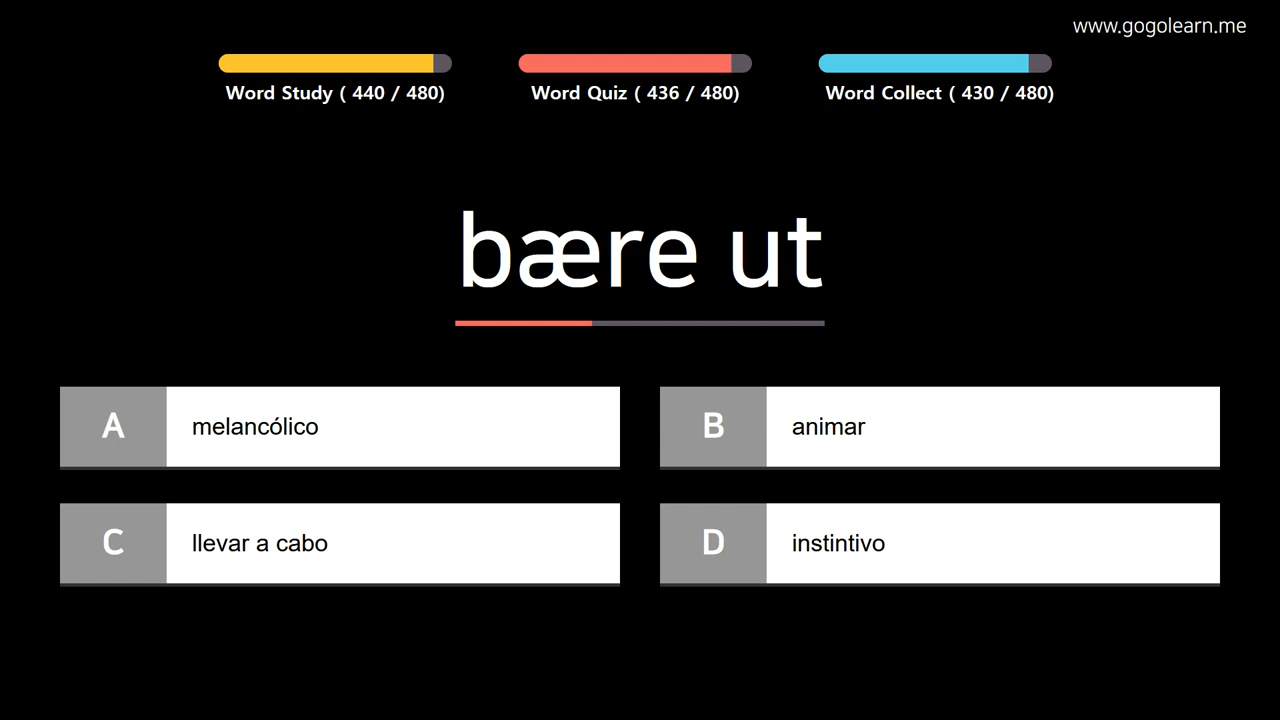 www.gogolearn.me
Word Study ( 440 / 480)
Word Quiz ( 436 / 480)
Word Collect ( 430 / 480)
bære ut
A melancólico
B animar
C llevar a cabo
D instintivo